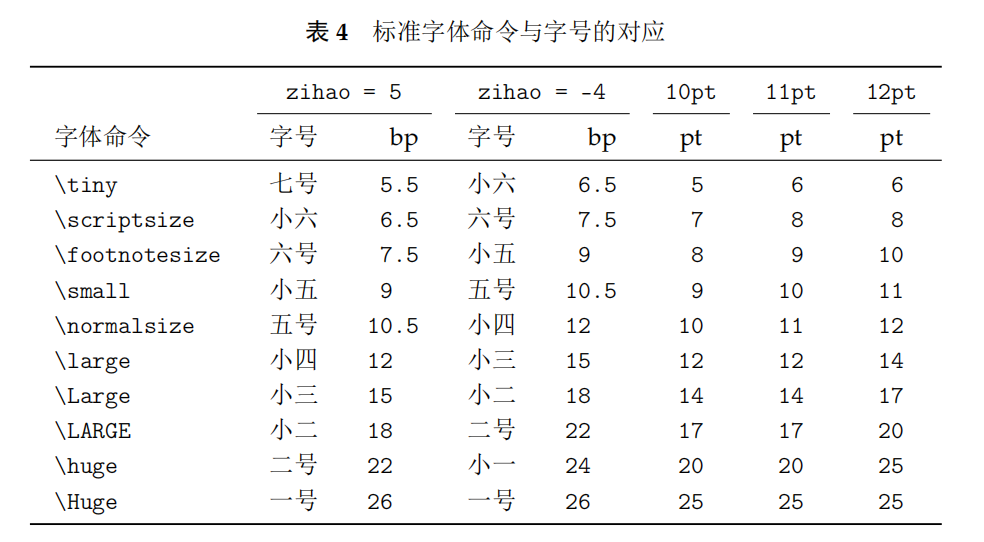 表 4 标准字体命令与字号的对应
zihao = 5 zihao = -4 10pt 11pt 12pt
字体命令 字号 bp 字号 bp pt pt pt
\tiny 七号 5.5 小六 6.5 5 6 6
\scriptsize 小六 6.5 六号 7.5 7 8 8
\footnotesize 六号 7.5 小五 9 8 9 10
\small 小五 9 五号 10.5 9 10 11
\normalsize 五号 10.5 小四 12 10 11 12
\large 小四 12 小三 15 12 12 14
\Large 小三 15 小二 18 14 14 17
\LARGE 小二 18 二号 22 17 17 20
\huge 二号 22 小一 24 20 20 25
\Huge 一号 26 一号 26 25 25 25